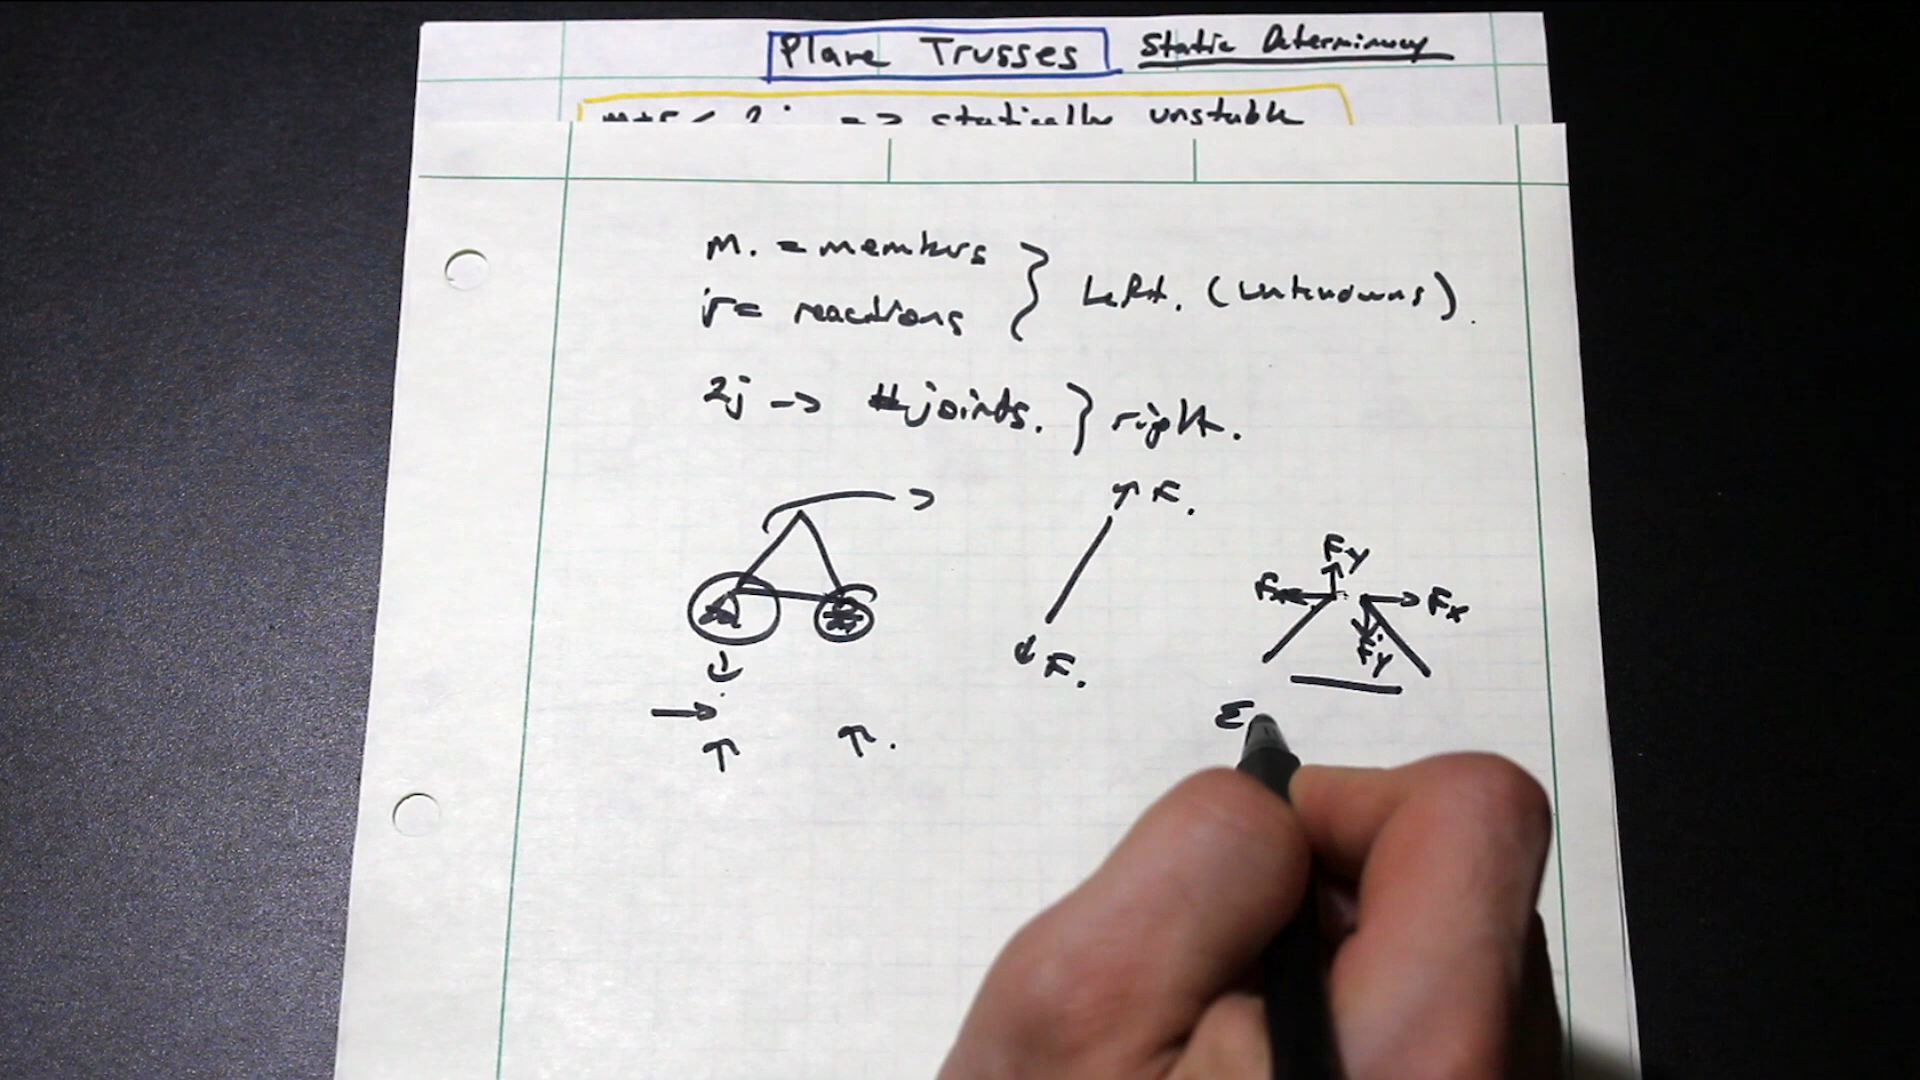 Plane Trusses Static Determinacy
m+r < 2j => statically unstable
m. = members
r = reactions
Left. (unknowns).
2j -> # joints. } right.
F.
F.
Fy
Fx Fx
Fy
Σ